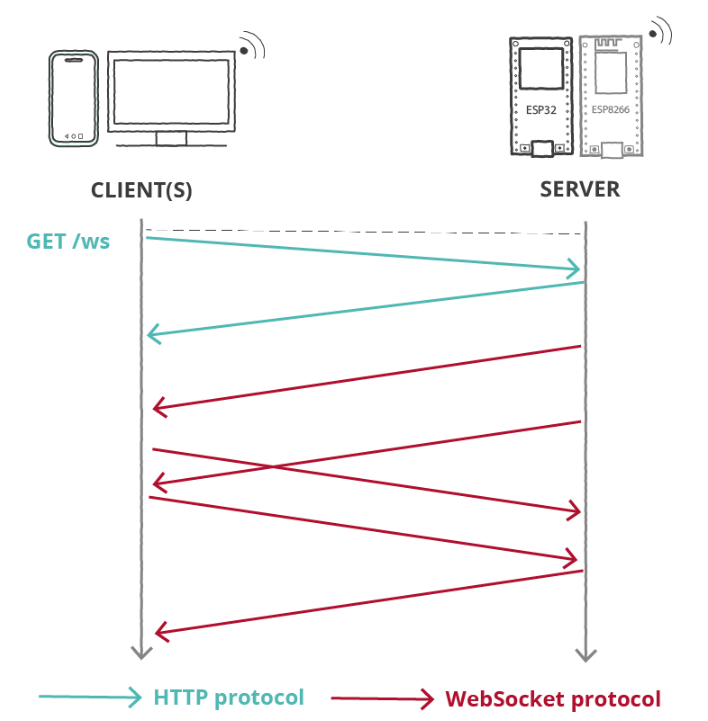 ESP32
ESP8266
CLIENT(S)
SERVER
GET /ws
HTTP protocol
WebSocket protocol